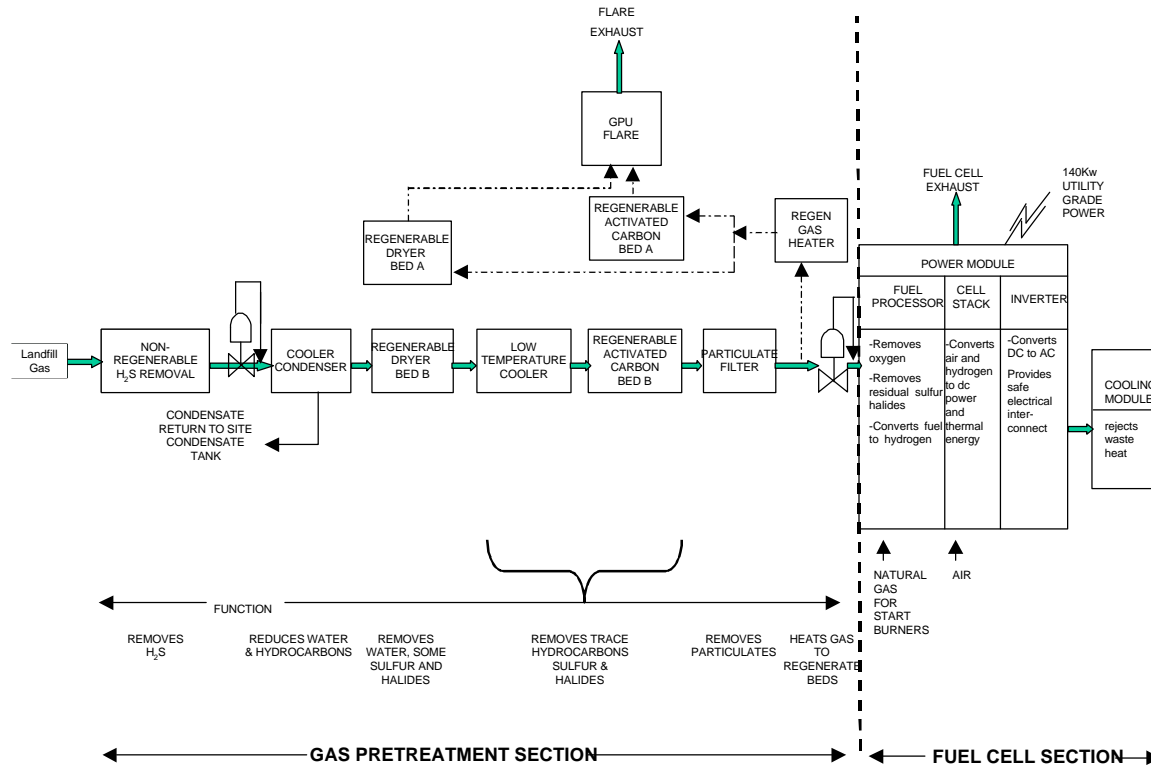 FLARE
EXHAUST
GPU
FLARE
FUEL CELL
EXHAUST
140Kw
UTILITY
GRADE
POWER
REGENERABLE
DRYER
BED A
REGENERABLE
ACTIVATED
CARBON
BED A
REGEN
GAS
HEATER
POWER MODULE
FUEL
PROCESSOR
CELL
STACK
INVERTER
-Removes
oxygen
-Removes
residual sulfur
halides
-Converts fuel
to hydrogen
-Converts
air and
hydrogen
to dc
power
and
thermal
energy
-Converts
DC to AC
Provides
safe
electrical
inter-
connect
COOLING
MODULE
rejects
waste
heat
Landfill
Gas
NON-
REGENERABLE
H2S REMOVAL
COOLER
CONDENSER
REGENERABLE
DRYER
BED B
LOW
TEMPERATURE
COOLER
REGENERABLE
ACTIVATED
CARBON
BED B
PARTICULATE
FILTER
CONDENSATE
RETURN TO SITE
CONDENSATE
TANK
NATURAL
GAS
FOR
START
BURNERS
AIR
FUNCTION
REMOVES
H2S
REDUCES WATER
& HYDROCARBONS
REMOVES
WATER, SOME
SULFUR AND
HALIDES
REMOVES TRACE
HYDROCARBONS
SULFUR &
HALIDES
REMOVES
PARTICULATES
HEATS GAS
TO
REGENERATE
BEDS
GAS PRETREATMENT SECTION
FUEL CELL SECTION